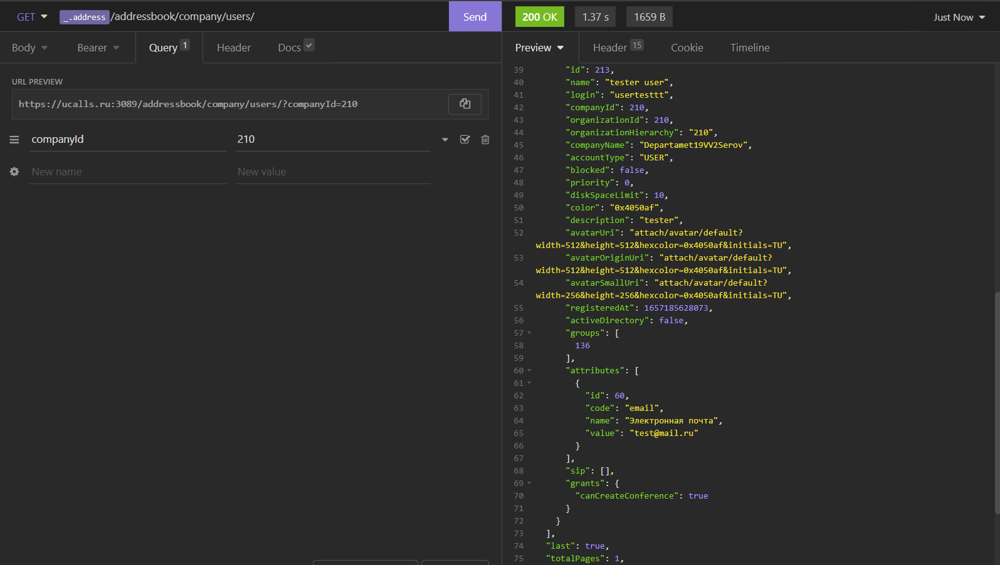 GET _.address /addressbook/company/users/ Send 200 OK 1.37 s 1659 B Just Now
Body Bearer Query 1 Header Docs Preview Header 15 Cookie Timeline
URL PREVIEW
https://ucalls.ru:3089/addressbook/company/users/?companyId=210
companyId 210
New name New value
39 "id": 213,
40 "name": "tester user",
41 "login": "usertesttt",
42 "companyId": 210,
43 "organizationId": 210,
44 "organizationHierarchy": "210",
45 "companyName": "Departamet19VV2Serov",
46 "accountType": "USER",
47 "blocked": false,
48 "priority": 0,
49 "diskSpaceLimit": 10,
50 "color": "0x4050af",
51 "description": "tester",
52 "avatarUri": "attach/avatar/default?
width=512&height=512&hexcolor=0x4050af&initials=TU",
53 "avatarOriginUri": "attach/avatar/default?
width=512&height=512&hexcolor=0x4050af&initials=TU",
54 "avatarSmallUri": "attach/avatar/default?
width=256&height=256&hexcolor=0x4050af&initials=TU",
55 "registeredAt": 1657185628073,
56 "activeDirectory": false,
57 "groups": [
58 136
59 ],
60 "attributes": [
61 {
62 "id": 60,
63 "code": "email",
64 "name": "Электронная почта",
65 "value": "test@mail.ru"
66 }
67 ],
68 "sip": [],
69 "grants": {
70 "canCreateConference": true
71 }
72 }
73 ],
74 "last": true,
75 "totalPages": 1,